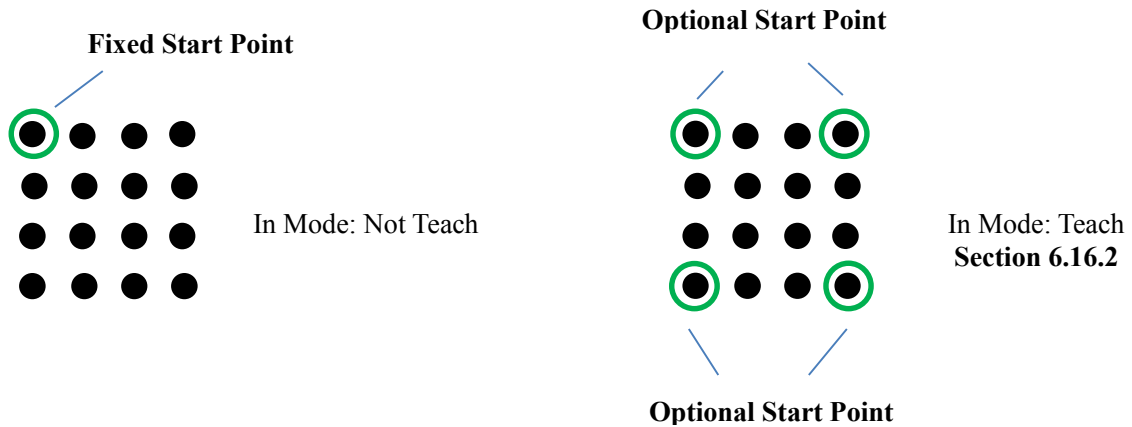 Fixed Start Point
In Mode: Not Teach
Optional Start Point
In Mode: Teach
Section 6.16.2
Optional Start Point